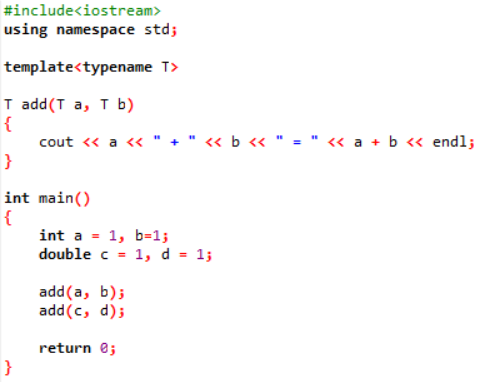 #include<iostream>
using namespace std;
template<typename T>
T add(T a, T b)
{
cout << a << " + " << b << " = " << a + b << endl;
}
int main()
{
int a = 1, b=1;
double c = 1, d = 1;
add(a, b);
add(c, d);
return 0;
}